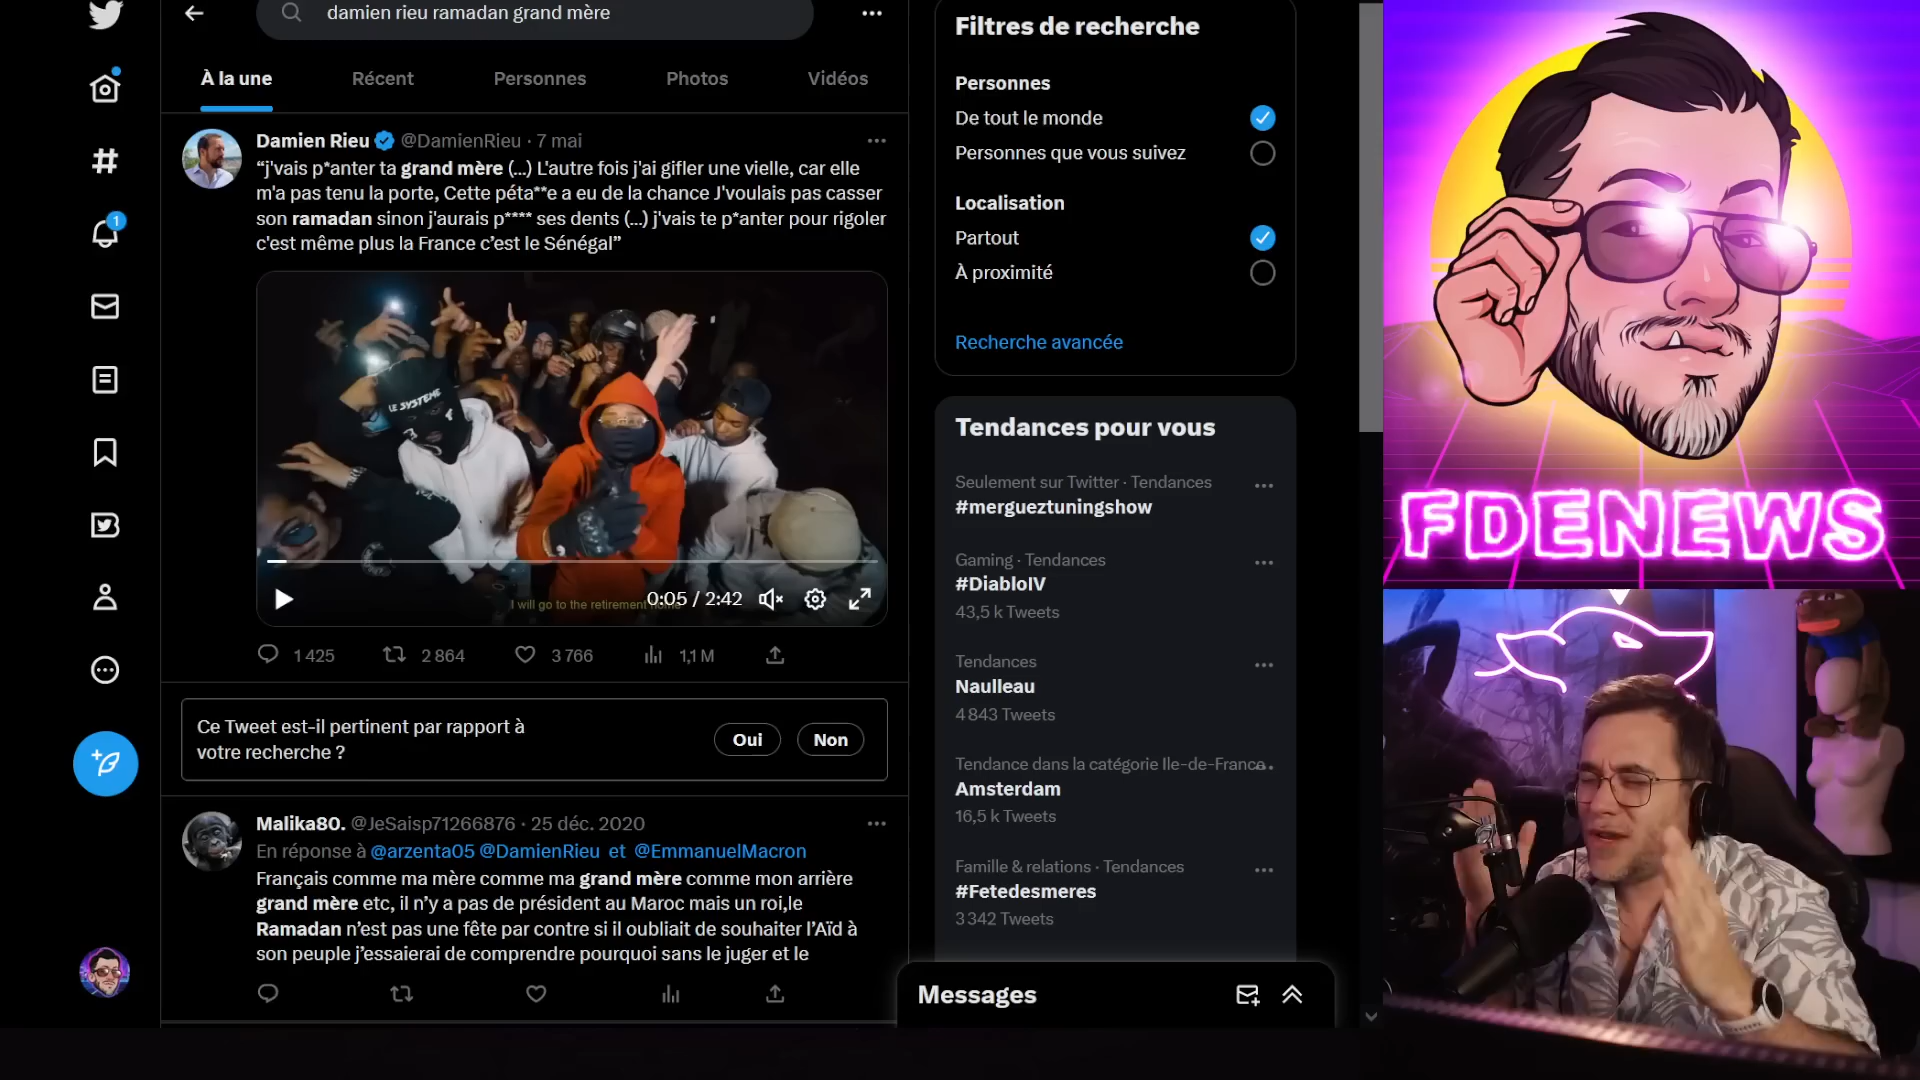 damien rieu ramadan grand mère
À la une
Récent
Personnes
Photos
Vidéos
Damien Rieu @DamienRieu · 7 mai
“j'vais p*anter ta grand mère (...) L'autre fois j'ai gifler une vielle, car elle
m'a pas tenu la porte, Cette péta**e a eu de la chance J'voulais pas casser
son ramadan sinon j'aurais p**** ses dents (...) j'vais te p*anter pour rigoler
c'est même plus la France c’est le Sénégal”
LE SYSTEME
I will go to the retirement home
0:05 / 2:42
1 425
2 864
3 766
1,1 M
Ce Tweet est-il pertinent par rapport à
votre recherche ?
Oui
Non
Malika80. @JeSaisp71266876 · 25 déc. 2020
En réponse à @arzenta05 @DamienRieu et @EmmanuelMacron
Français comme ma mère comme ma grand mère comme mon arrière
grand mère etc, il n’y a pas de président au Maroc mais un roi,le
Ramadan n’est pas une fête par contre si il oubliait de souhaiter l’Aïd à
son peuple j’essaierai de comprendre pourquoi sans le juger et le
1
Filtres de recherche
Personnes
De tout le monde
Personnes que vous suivez
Localisation
Partout
À proximité
Recherche avancée
Tendances pour vous
Seulement sur Twitter · Tendances
#mergueztuningshow
Gaming · Tendances
#DiabloIV
43,5 k Tweets
Tendances
Naulleau
4 843 Tweets
Tendance dans la catégorie Ile-de-France
Amsterdam
16,5 k Tweets
Famille & relations · Tendances
#Fetedesmeres
3 342 Tweets
Messages
FDENEWS